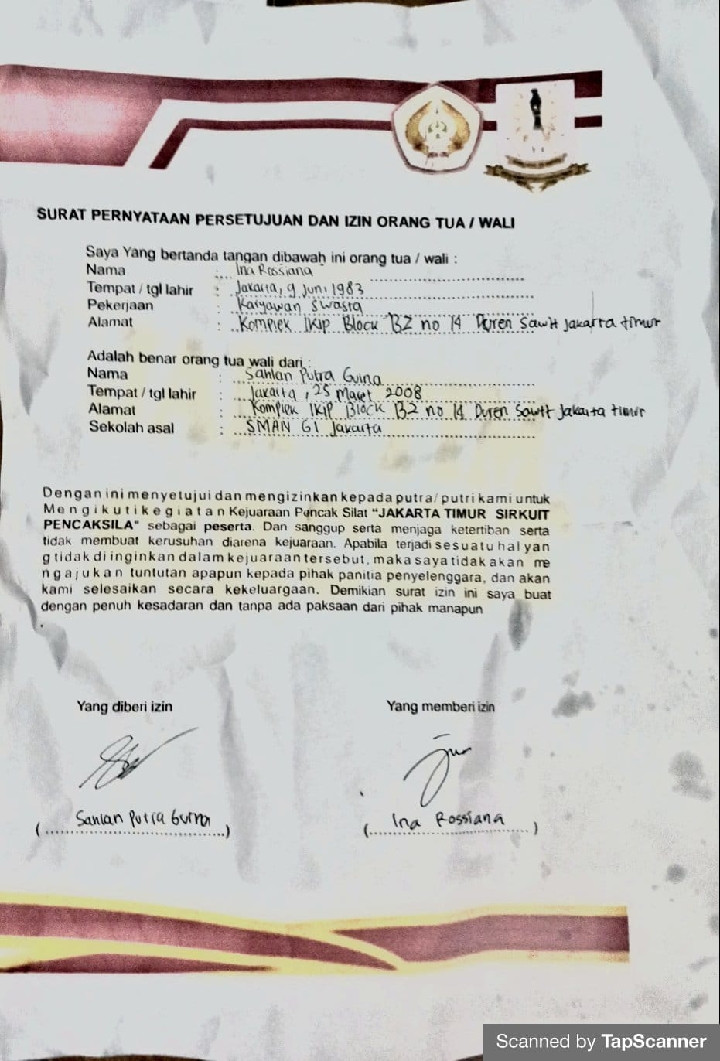 SURAT PERNYATAAN PERSETUJUAN DAN IZIN ORANG TUA / WALI
Saya Yang bertanda tangan dibawah ini orang tua / wali :
Nama : Ina Rossiana
Tempat / tgl lahir : Jakarta, 9 Juni 1983
Pekerjaan : Karyawan Swasta
Alamat : Komplek IKIP Block B2 no 14 Duren Sawit Jakarta timur
Adalah benar orang tua wali dari :
Nama : Putra
Tempat / tgl lahir : Jakarta, 25 Maret 2008
Alamat : Komplek IKIP Block B2 no 14 Duren Sawit Jakarta timur
Sekolah asal : SMAN 61 Jakarta
Dengan ini menyetujui dan mengizinkan kepada putra/ putri kami untuk
Mengikuti kegiatan Kejuaraan Pencak Silat "JAKARTA TIMUR SIRKUIT
PENCAKSILA" sebagai peserta. Dan sanggup serta menjaga ketertiban serta
tidak membuat kerusuhan diarena kejuaraan. Apabila terjadi sesuatu hal yan
g tidak di inginkan dalam kejuaraan tersebut, maka saya tidak akan me
ngajukan tuntutan apapun kepada pihak panitia penyelenggara, dan akan
kami selesaikan secara kekeluargaan. Demikian surat izin ini saya buat
dengan penuh kesadaran dan tanpa ada paksaan dari pihak manapun
Yang diberi izin
Yang memberi izin
( Putra )
( Ina Rossiana )
Scanned by TapScanner